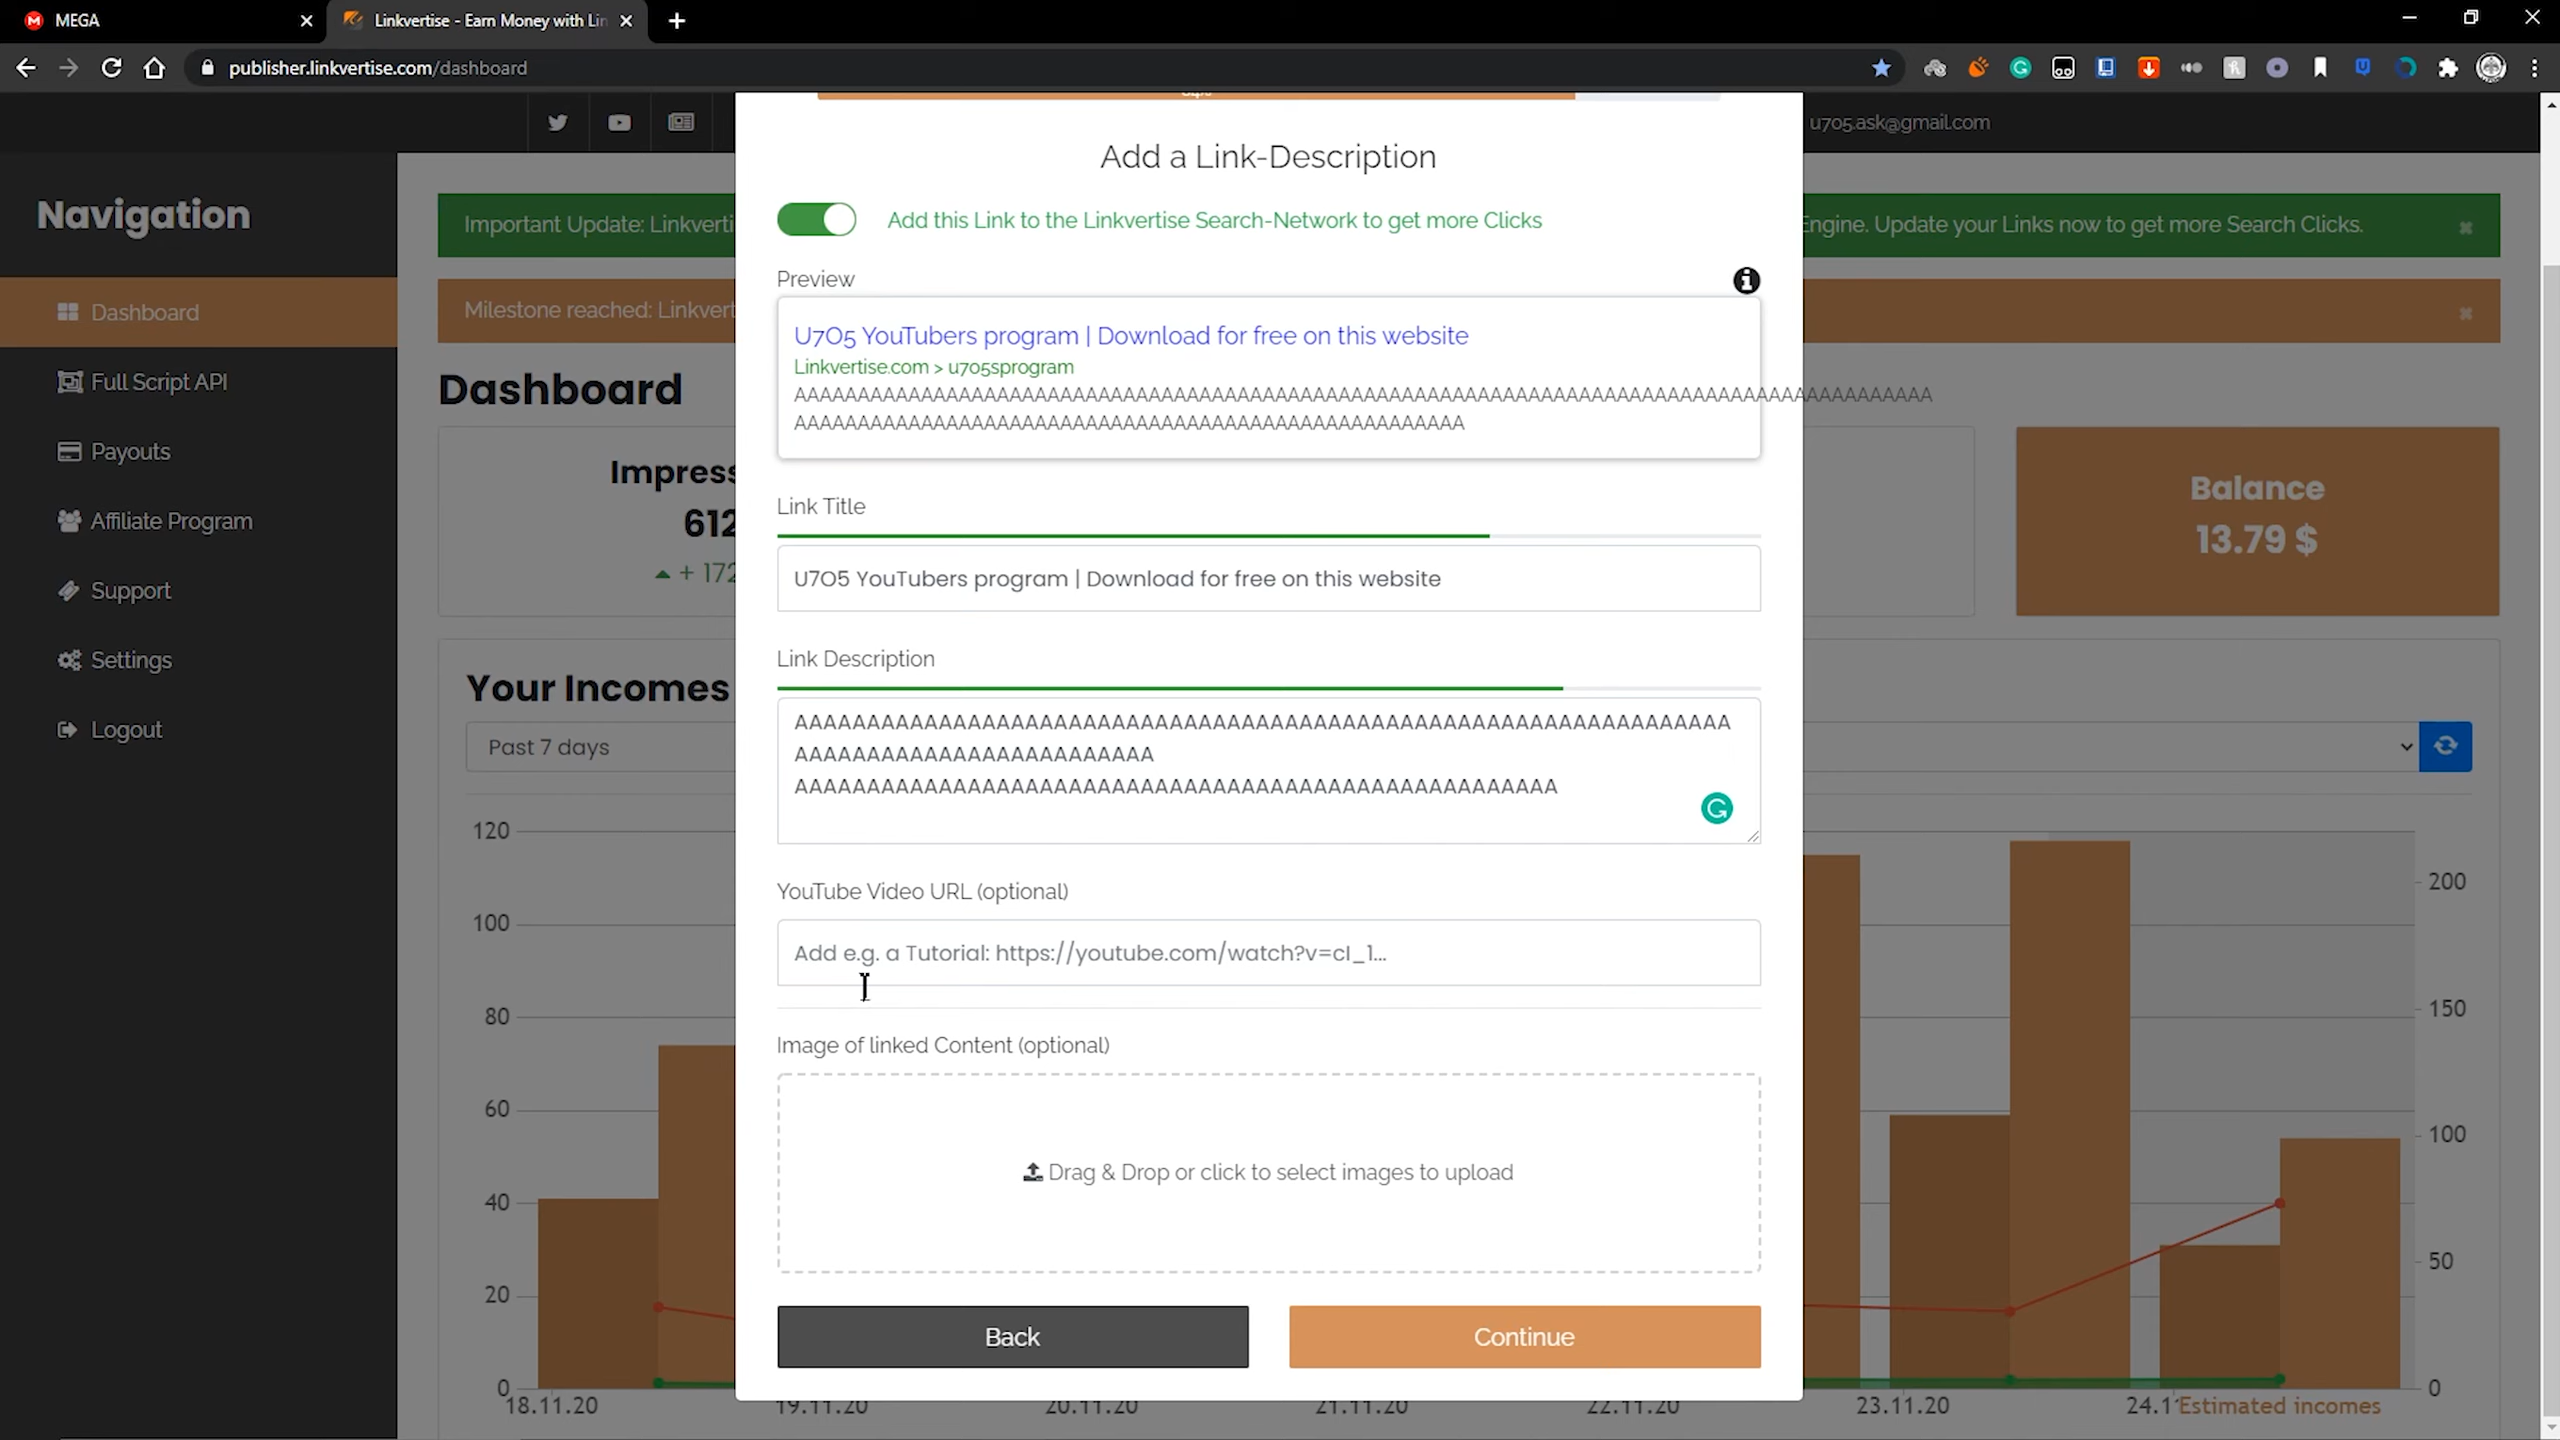 MEGA
Linkvertise - Earn Money with Lin
publisher.linkvertise.com/dashboard
u7o5.ask@gmail.com
Navigation
Dashboard
Full Script API
Payouts
Affiliate Program
Support
Settings
Logout
Important Update: Linkverti
Engine. Update your Links now to get more Search Clicks.
Milestone reached: Linkvert
Dashboard
Impress
612
+ 172
Balance
13.79 $
Your Incomes
Past 7 days
Add a Link-Description
Add this Link to the Linkvertise Search-Network to get more Clicks
Preview
U7O5 YouTubers program | Download for free on this website
Linkvertise.com > u7o5sprogram
Link Title
U7O5 YouTubers program | Download for free on this website
Link Description
YouTube Video URL (optional)
Add e.g. a Tutorial: https://youtube.com/watch?v=cI_1...
Image of linked Content (optional)
Drag & Drop or click to select images to upload
Back
Continue
120
100
80
60
40
20
0
200
150
100
50
0
18.11.20
19.11.20
20.11.20
21.11.20
22.11.20
23.11.20
24.1
Estimated incomes